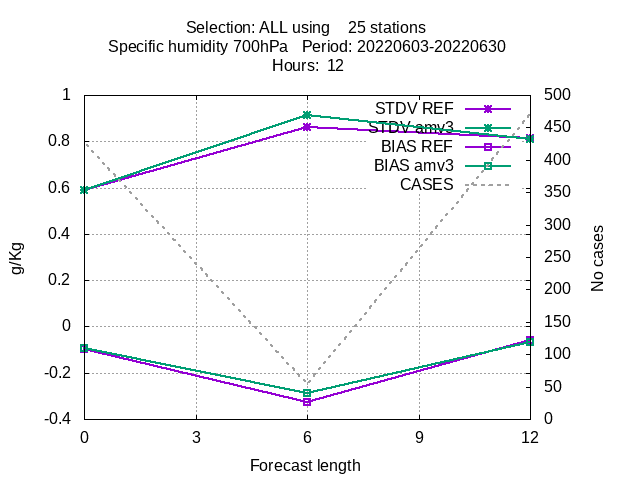 Selection: ALL using    25 stations
Specific humidity 700hPa   Period: 20220603-20220630
Hours:  12
1
0.8
0.6
0.4
0.2
0
-0.2
-0.4
g/Kg
500
450
400
350
300
250
200
150
100
50
0
No cases
STDV REF
STDV amv3
BIAS REF
BIAS amv3
CASES
0 3 6 9 12
Forecast length